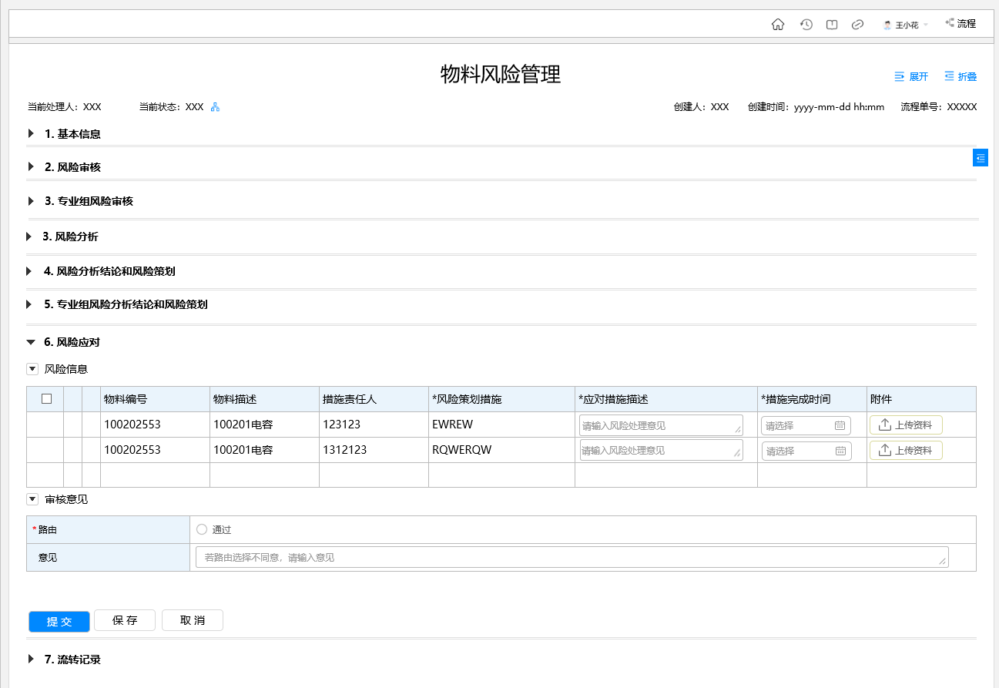 王小花 流程
物料风险管理
展开 折叠
当前处理人：XXX 当前状态：XXX 创建人：XXX 创建时间：yyyy-mm-dd hh:mm 流程单号：XXXXX
1. 基本信息
2. 风险审核
3. 专业组风险审核
3. 风险分析
4. 风险分析结论和风险策划
5. 专业组风险分析结论和风险策划
6. 风险应对
风险信息
物料编号 物料描述 措施责任人 *风险策划措施 *应对措施描述 *措施完成时间 附件
100202553 100201电容 123123 EWREW 请输入风险处理意见 请选择 上传资料
100202553 100201电容 1312123 RQWERQW 请输入风险处理意见 请选择 上传资料
审核意见
*路由 通过
意见 若路由选择不同意，请输入意见
提交 保存 取消
7. 流转记录